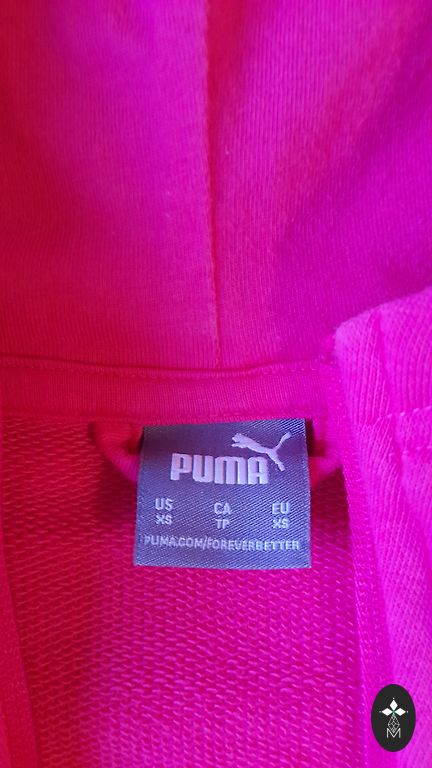 PUMA
US CA EU
XS TP XS
PUMA.COM/FOREVERBETTER
M